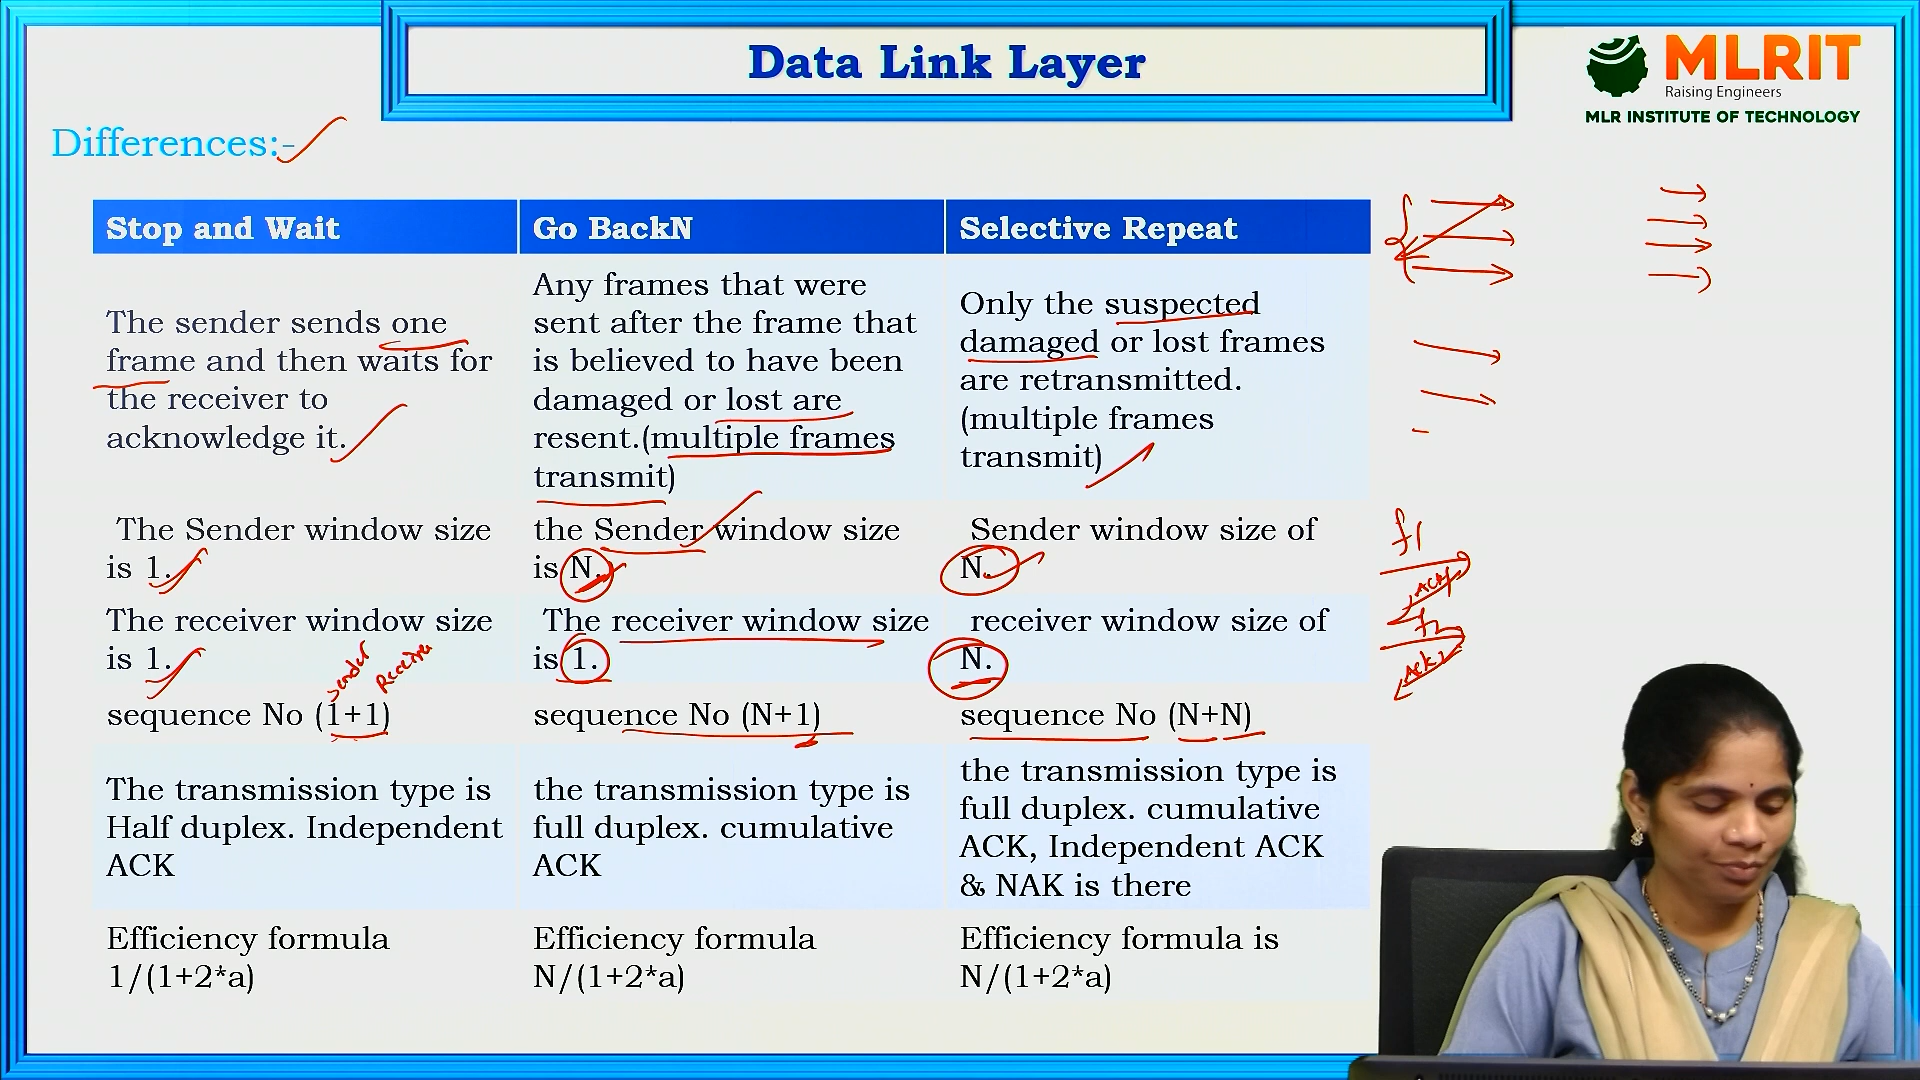 Data Link Layer
MLRIT
Raising Engineers
MLR INSTITUTE OF TECHNOLOGY
Differences:-
Stop and Wait
The sender sends one
frame and then waits for
the receiver to
acknowledge it.
The Sender window size
is 1.
The receiver window size
is 1.
sender
Receiver
sequence No (1+1)
The transmission type is
Half duplex. Independent
ACK
Efficiency formula
1/(1+2*a)
Go BackN
Any frames that were
sent after the frame that
is believed to have been
damaged or lost are
resent.(multiple frames
transmit)
the Sender window size
is N.
The receiver window size
is 1.
sequence No (N+1)
the transmission type is
full duplex. cumulative
ACK
Efficiency formula
N/(1+2*a)
Selective Repeat
Only the suspected
damaged or lost frames
are retransmitted.
(multiple frames
transmit)
Sender window size of
N.
receiver window size of
N.
sequence No (N+N)
the transmission type is
full duplex. cumulative
ACK, Independent ACK
& NAK is there
Efficiency formula is
N/(1+2*a)
f1
f2